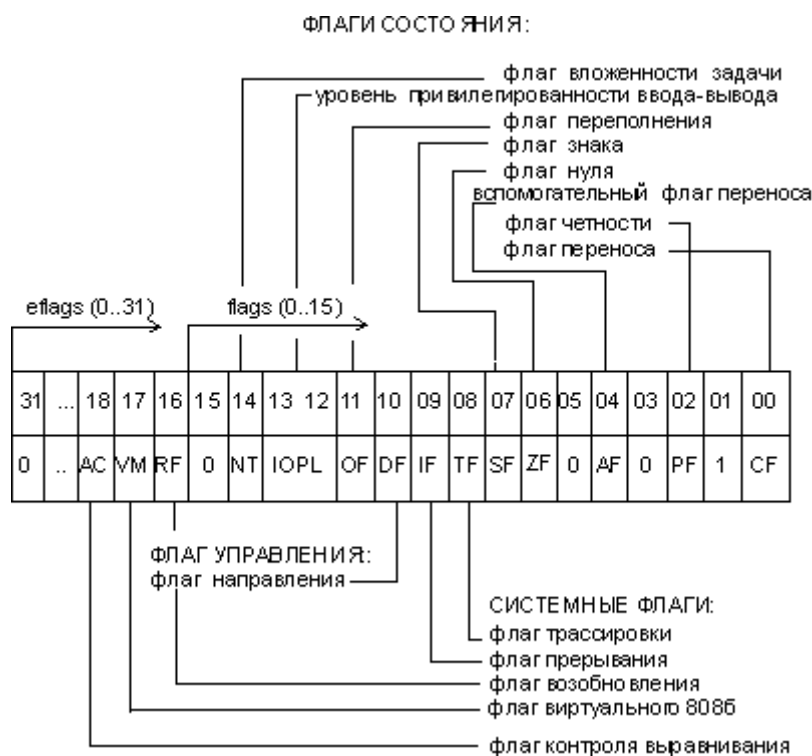 ФЛАГИ СОСТОЯНИЯ:
флаг вложенности задачи
уровень привилегированности ввода-вывода
флаг переполнения
флаг знака
флаг нуля
вспомогательный флаг переноса
флаг четности
флаг переноса
eflags (0..31) flags (0..15)
31 ... 18 17 16 15 14 13 12 11 10 09 08 07 06 05 04 03 02 01 00
0 .. AC VM RF 0 NT IOPL OF DF IF TF SF ZF 0 AF 0 PF 1 CF
ФЛАГ УПРАВЛЕНИЯ:
флаг направления
СИСТЕМНЫЕ ФЛАГИ:
флаг трассировки
флаг прерывания
флаг возобновления
флаг виртуального 8086
флаг контроля выравнивания